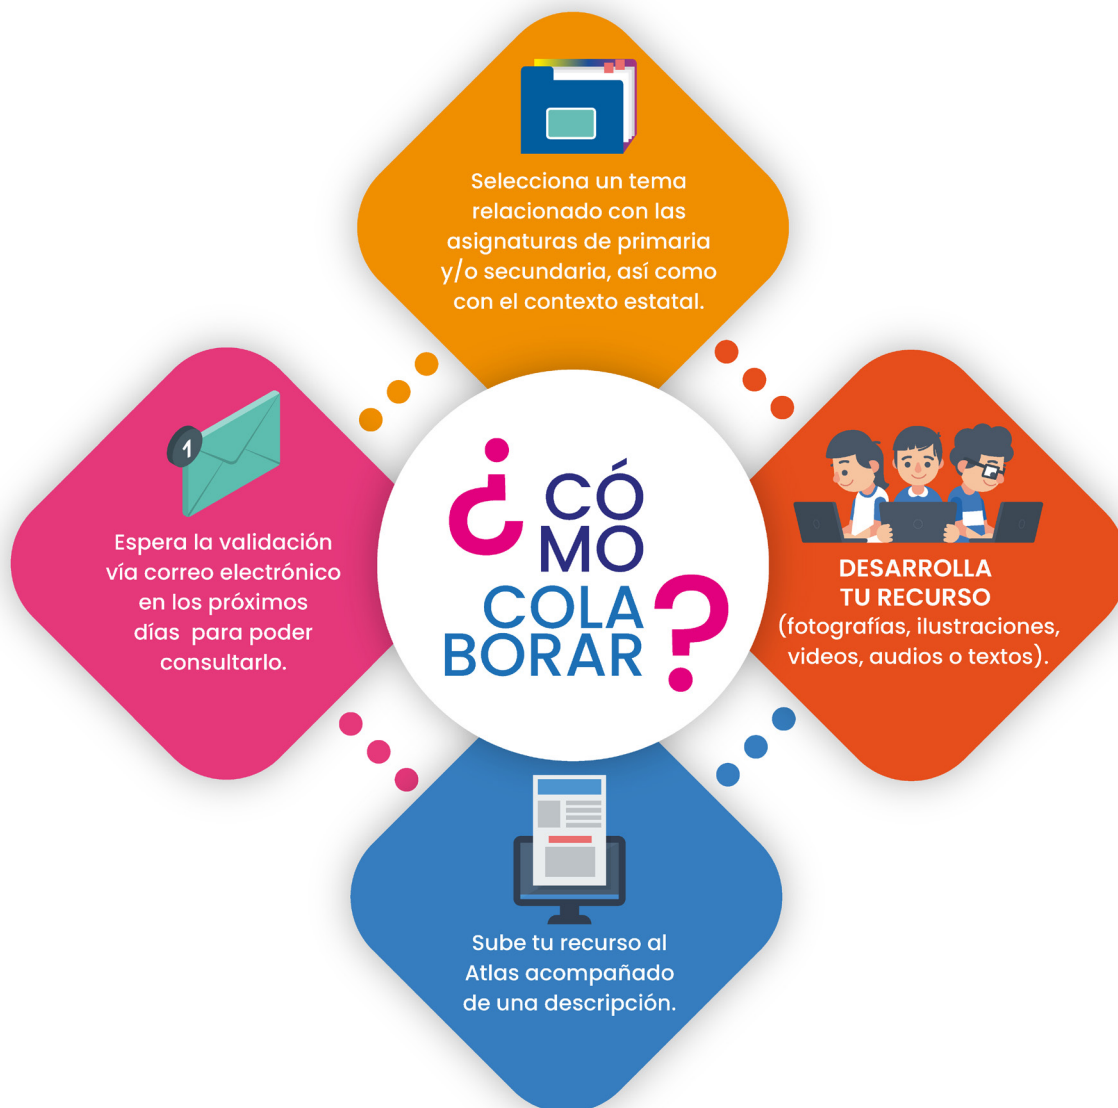 ¿CÓ
MO
COLA
BORAR?
Selecciona un tema
relacionado con las
asignaturas de primaria
y/o secundaria, así como
con el contexto estatal.
DESARROLLA
TU RECURSO
(fotografías, ilustraciones,
videos, audios o textos).
Sube tu recurso al
Atlas acompañado
de una descripción.
1
Espera la validación
vía correo electrónico
en los próximos
días para poder
consultarlo.